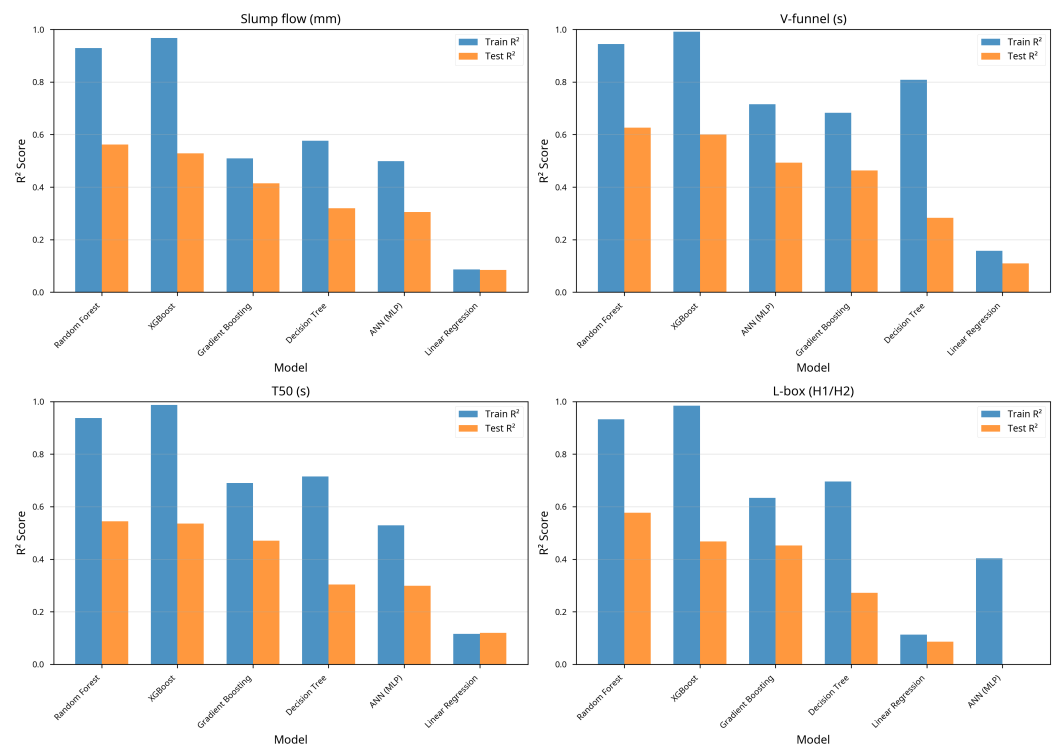 Slump flow (mm)
R² Score
1.0
0.8
0.6
0.4
0.2
0.0
Train R²
Test R²
Random Forest
XGBoost
Gradient Boosting
Decision Tree
ANN (MLP)
Linear Regression
Model
V-funnel (s)
R² Score
1.0
0.8
0.6
0.4
0.2
0.0
Train R²
Test R²
Random Forest
XGBoost
ANN (MLP)
Gradient Boosting
Decision Tree
Linear Regression
Model
T50 (s)
R² Score
1.0
0.8
0.6
0.4
0.2
0.0
Train R²
Test R²
Random Forest
XGBoost
Gradient Boosting
Decision Tree
ANN (MLP)
Linear Regression
Model
L-box (H1/H2)
R² Score
1.0
0.8
0.6
0.4
0.2
0.0
Train R²
Test R²
Random Forest
XGBoost
Gradient Boosting
Decision Tree
Linear Regression
ANN (MLP)
Model